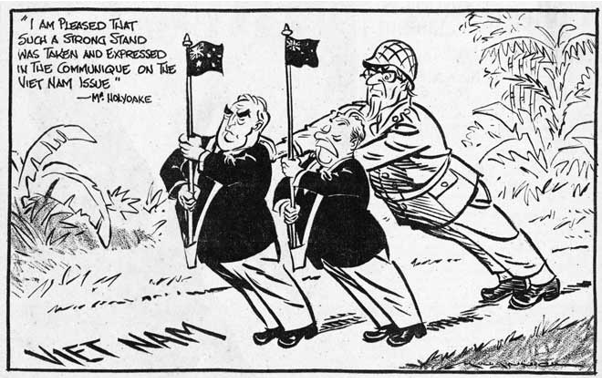 "I AM PLEASED THAT
SUCH A STRONG STAND
WAS TAKEN AND EXPRESSED
IN THE COMMUNIQUE ON THE
VIET NAM ISSUE"
—MR HOLYOAKE
VIET NAM